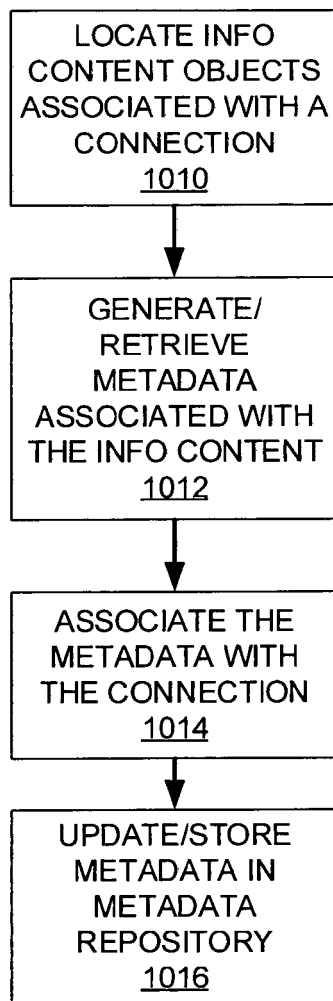 LOCATE INFO
CONTENT OBJECTS
ASSOCIATED WITH A
CONNECTION
1010
GENERATE/
RETRIEVE
METADATA
ASSOCIATED WITH
THE INFO CONTENT
1012
ASSOCIATE THE
METADATA WITH
THE CONNECTION
1014
UPDATE/STORE
METADATA IN
METADATA
REPOSITORY
1016